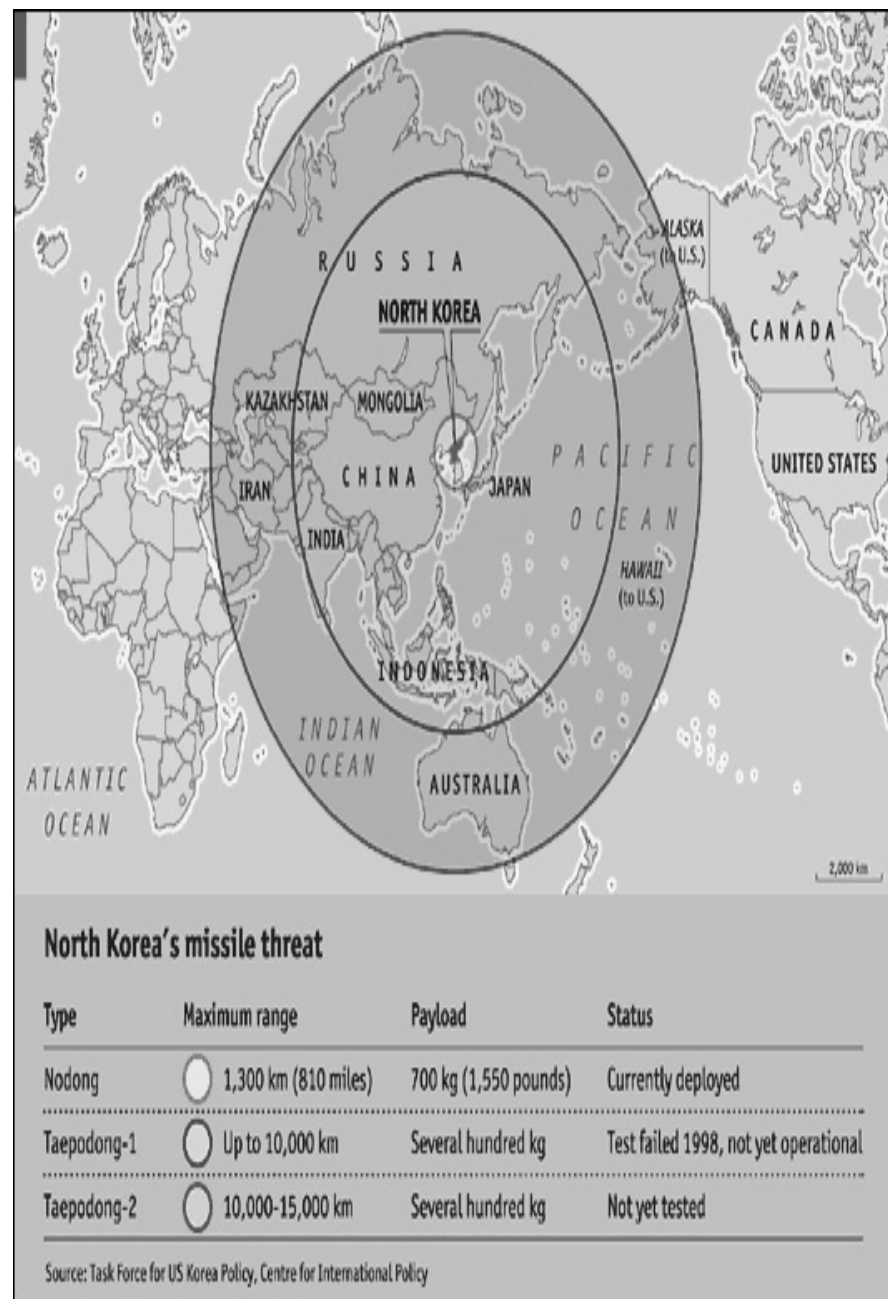 ALASKA
(to U.S.)
RUSSIA
NORTH KOREA
CANADA
KAZAKHSTAN
MONGOLIA
PACIFIC
OCEAN
UNITED STATES
CHINA
IRAN
JAPAN
INDIA
HAWAII
(to U.S.)
INDONESIA
INDIAN
OCEAN
AUSTRALIA
ATLANTIC
OCEAN
2,000 km
North Korea's missile threat
Type Maximum range Payload Status
Nodong 1,300 km (810 miles) 700 kg (1,550 pounds) Currently deployed
Taepodong-1 Up to 10,000 km Several hundred kg Test failed 1998, not yet operational
Taepodong-2 10,000-15,000 km Several hundred kg Not yet tested
Source: Task Force for US Korea Policy, Centre for International Policy